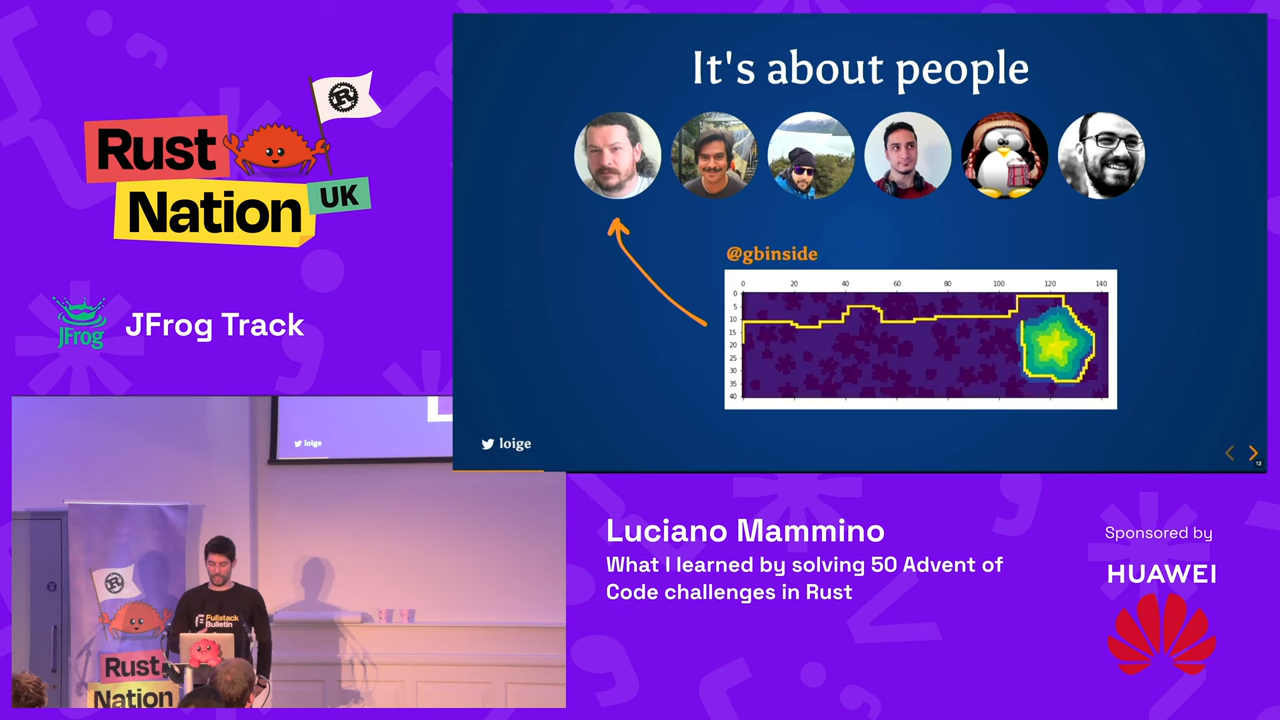 Rust
Nation
UK
JFrog
JFrog Track
It's about people
@gbinside
0 20 40 60 80 100 120 140
0
5
10
15
20
25
30
35
40
loige
12
loige
Fullstack
Bulletin
Rust
Nation
Luciano Mammino
What I learned by solving 50 Advent of
Code challenges in Rust
Sponsored by
HUAWEI